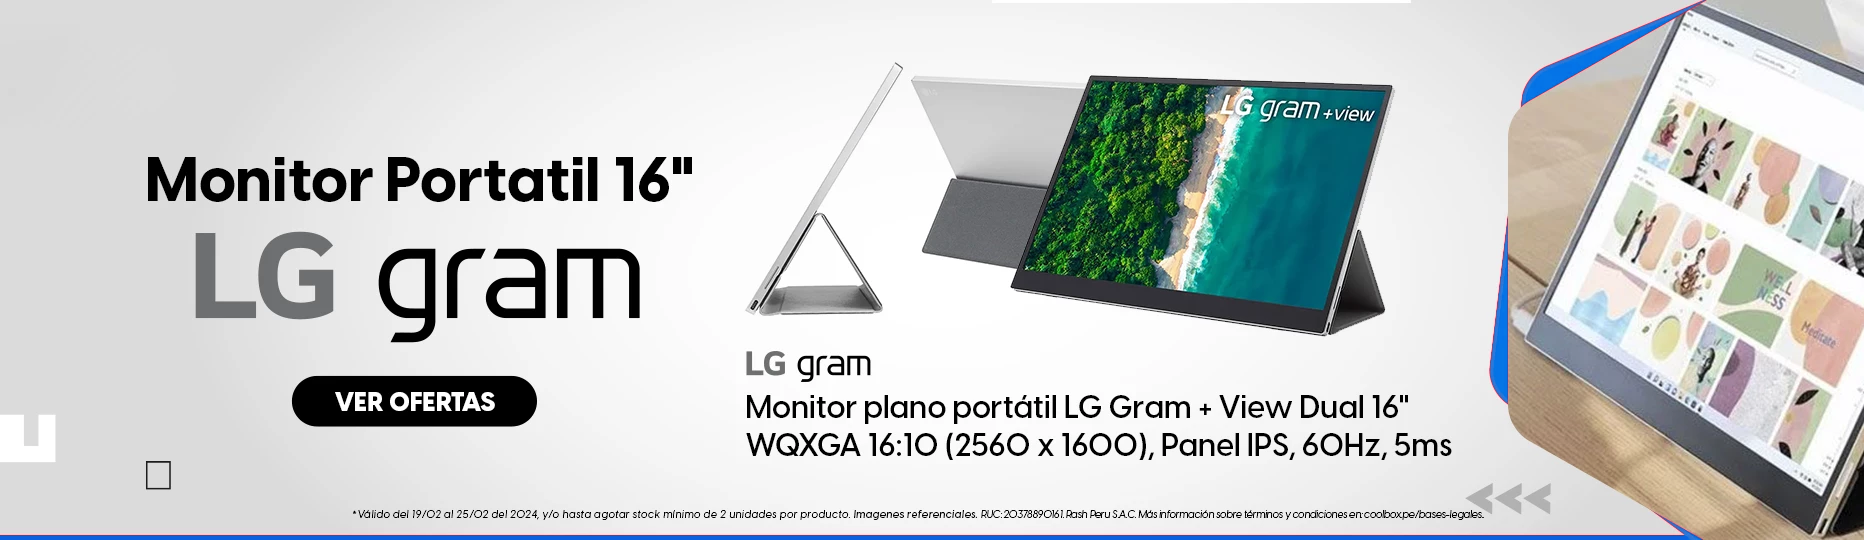 Monitor Portatil 16"
LG gram
VER OFERTAS
LG gram +view
LG gram
Monitor plano portátil LG Gram + View Dual 16"
WQXGA 16:10 (2560 x 1600), Panel IPS, 60Hz, 5ms
*Válido del 19/02 al 25/02 del 2024, y/o hasta agotar stock mínimo de 2 unidades por producto. Imagenes referenciales. RUC: 20378890161. Rash Peru S.A.C. Más información sobre términos y condiciones en: coolbox.pe/bases-legales.
WELL
NESS
Meditate